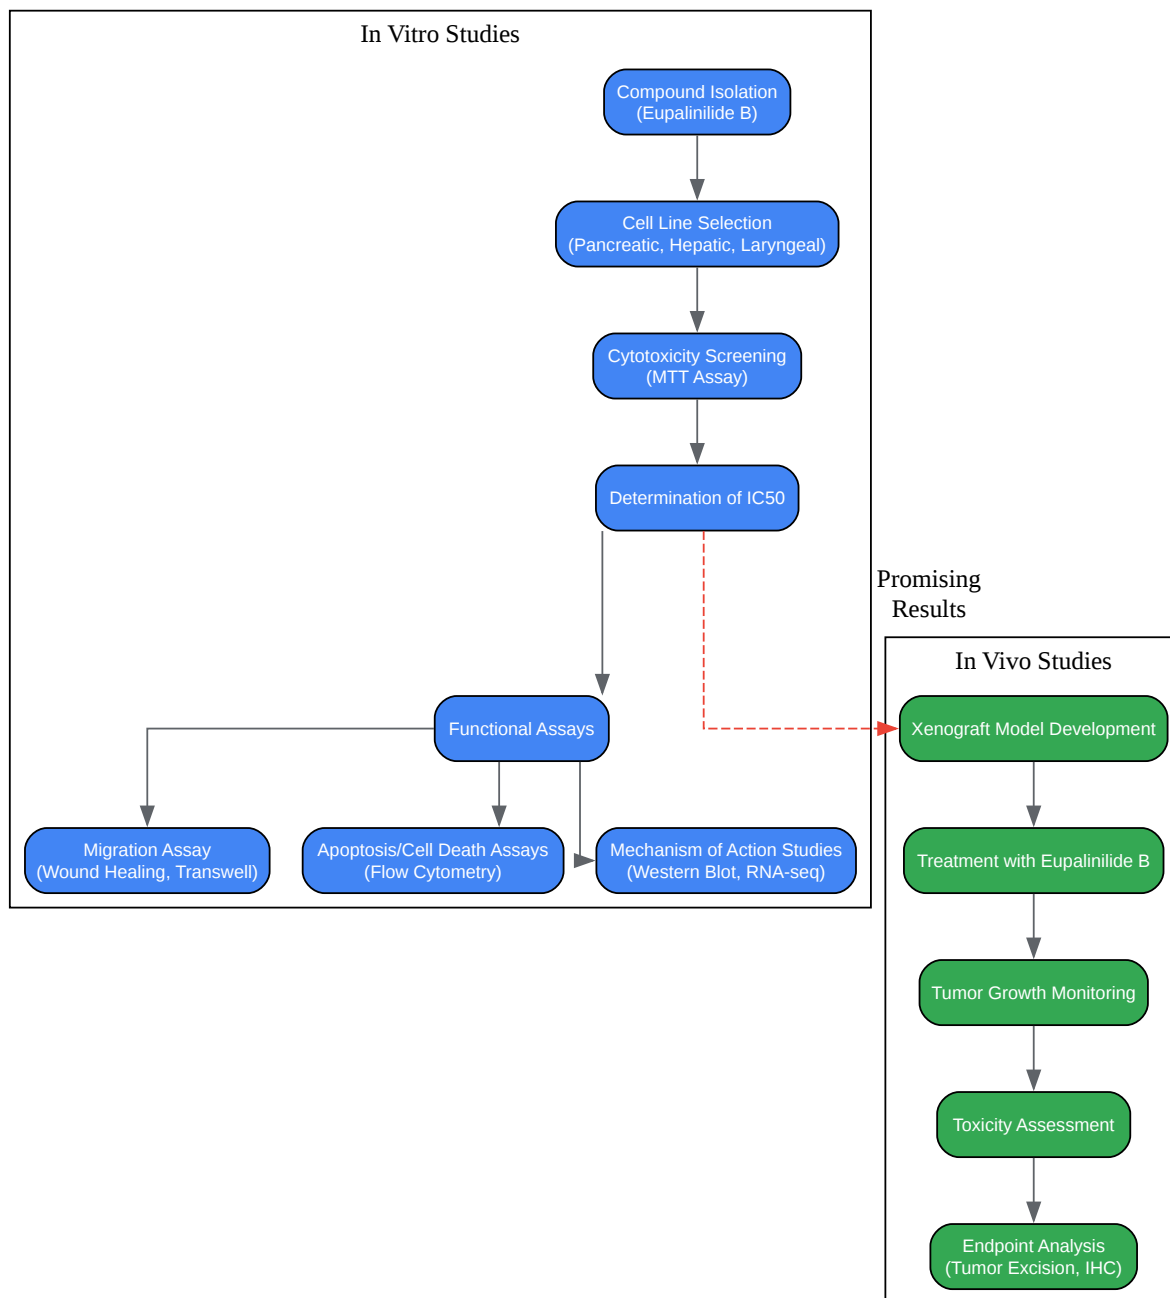 In Vitro Studies
Compound Isolation
(Eupalinilide B)
Cell Line Selection
(Pancreatic, Hepatic, Laryngeal)
Cytotoxicity Screening
(MTT Assay)
Determination of IC50
Promising
Results
In Vivo Studies
Functional Assays
Xenograft Model Development
Migration Assay
(Wound Healing, Transwell)
Apoptosis/Cell Death Assays
(Flow Cytometry)
Mechanism of Action Studies
(Western Blot, RNA-seq)
Treatment with Eupalinilide B
Tumor Growth Monitoring
Toxicity Assessment
Endpoint Analysis
(Tumor Excision, IHC)